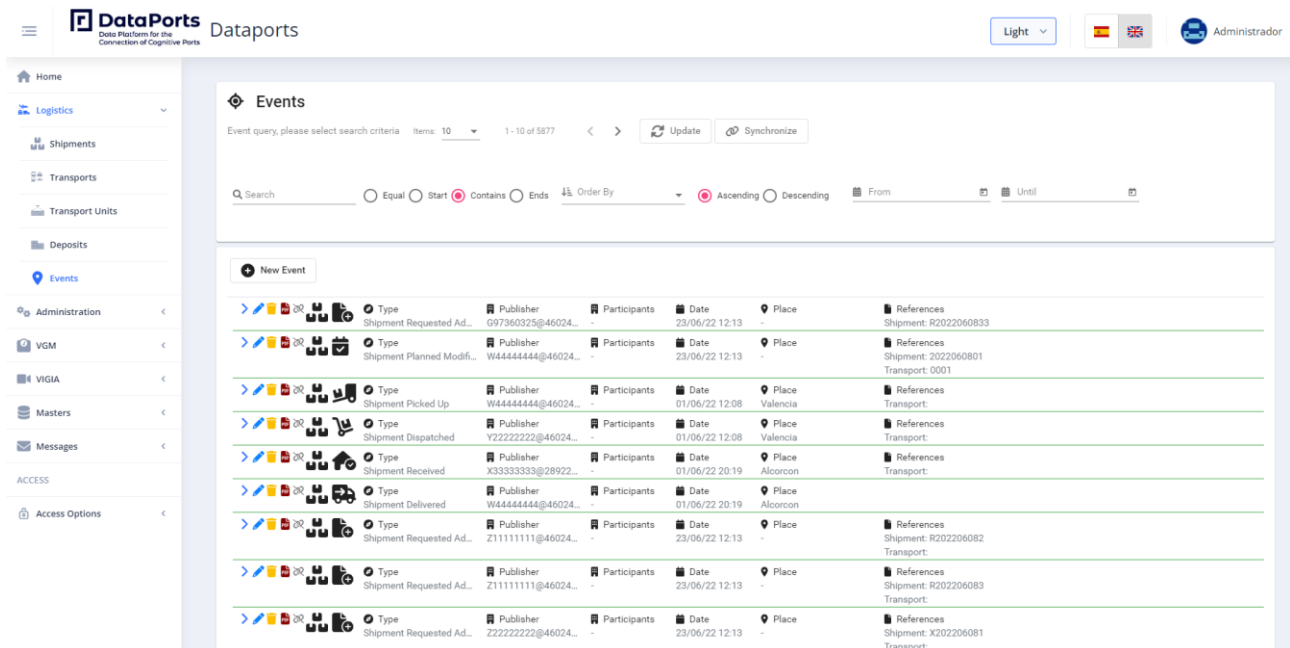 DataPorts
Data Platform for the
Connection of Cognitive Ports
Dataports
Light
Administrador
Home
Logistics
Shipments
Transports
Transport Units
Deposits
Events
Administration
VGM
VIGIA
Masters
Messages
ACCESS
Access Options
Events
Event query, please select search criteria Items: 10 1 - 10 of 5877 Update Synchronize
Search Equal Start Contains Ends Order By Ascending Descending From Until
New Event
Type Publisher Participants Date Place References
Shipment Requested Ad... G97360325@46024... - 23/06/22 12:13 - Shipment: R2022060833
Type Publisher Participants Date Place References
Shipment Planned Modifi... W44444444@46024... - 23/06/22 12:13 - Shipment: 2022060801
Transport: 0001
Type Publisher Participants Date Place References
Shipment Picked Up W44444444@46024... - 01/06/22 12:08 Valencia Transport:
Type Publisher Participants Date Place References
Shipment Dispatched Y22222222@46024... - 01/06/22 12:08 Valencia Transport:
Type Publisher Participants Date Place References
Shipment Received X33333333@28922... - 01/06/22 20:19 Alcorcon Transport:
Type Publisher Participants Date Place
Shipment Delivered W44444444@46024... - 01/06/22 20:19 Alcorcon
Type Publisher Participants Date Place References
Shipment Requested Ad... Z11111111@46024... - 23/06/22 12:13 - Shipment: R202206082
Transport:
Type Publisher Participants Date Place References
Shipment Requested Ad... Z11111111@46024... - 23/06/22 12:13 - Shipment: R202206083
Transport:
Type Publisher Participants Date Place References
Shipment Requested Ad... Z22222222@46024... - 23/06/22 12:13 - Shipment: X202206081
Transport: